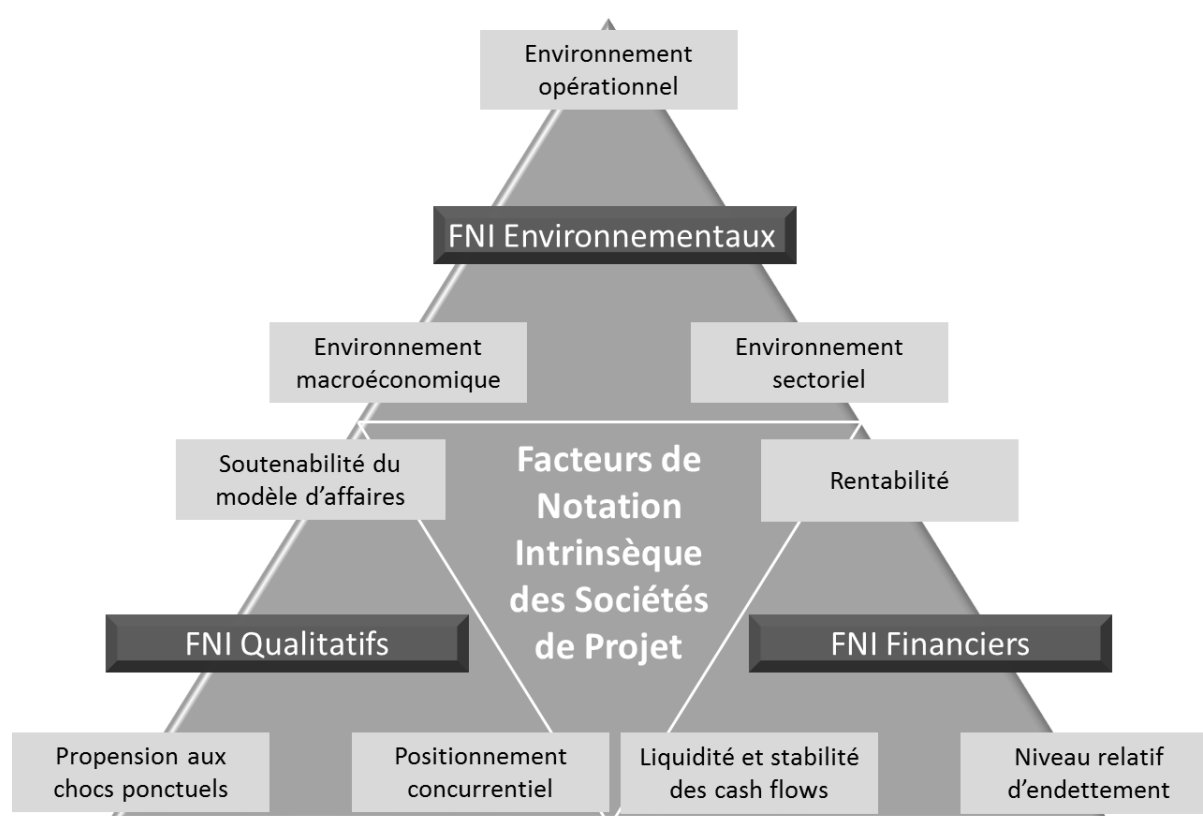 Environnement
opérationnel
FNI Environnementaux
Environnement
macroéconomique
Environnement
sectoriel
Soutenabilité du
modèle d’affaires
Facteurs de
Notation
Intrinsèque
des Sociétés
de Projet
Rentabilité
FNI Qualitatifs
FNI Financiers
Propension aux
chocs ponctuels
Positionnement
concurrentiel
Liquidité et stabilité
des cash flows
Niveau relatif
d’endettement